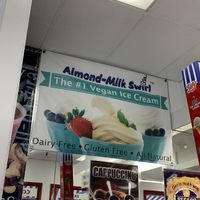 Almond-Milk Swirl
The #1 Vegan Ice Cream
Dairy-Free • Gluten Free • All Natural
CAPPUCCINO